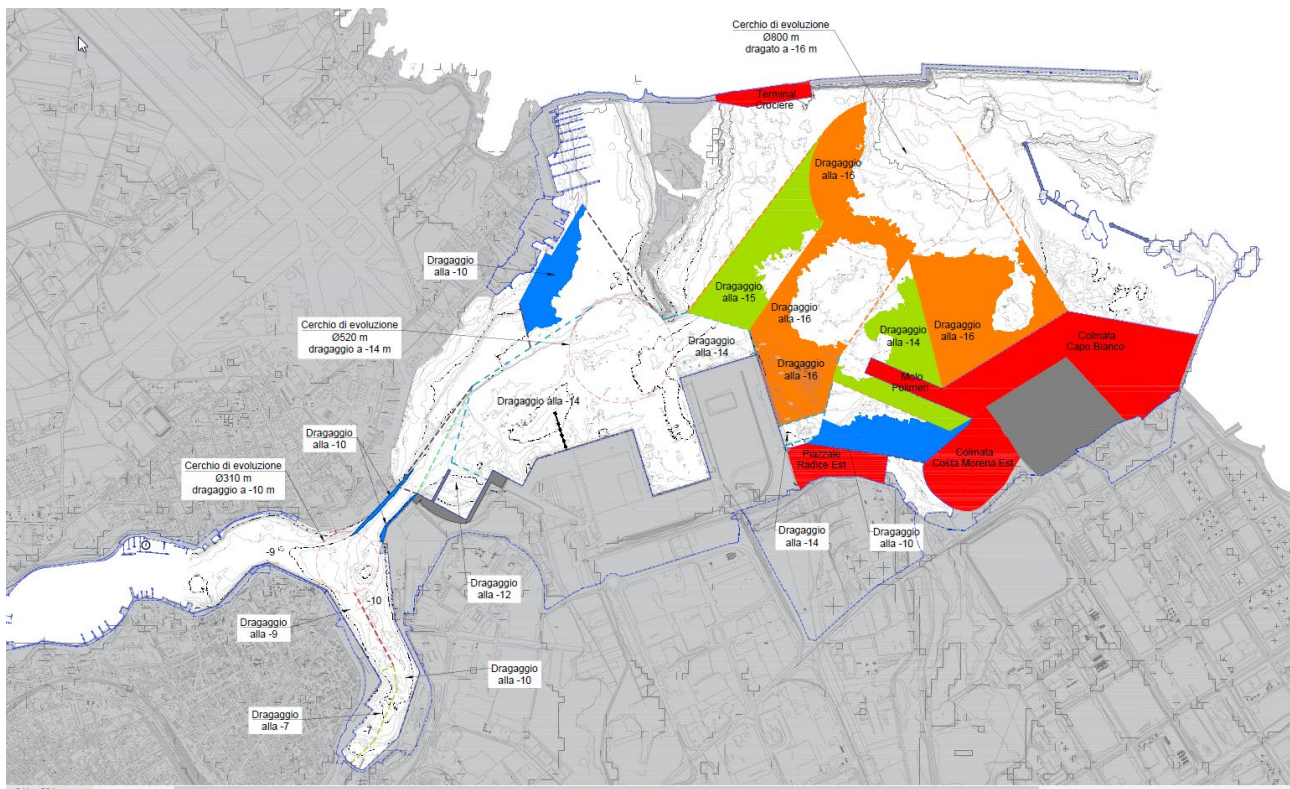 Cerchio di evoluzione
Ø800 m
dragato a -16 m
Terminal
Crociere
Dragaggio
alla -16
Dragaggio
alla -10
Dragaggio
alla -15
Dragaggio
alla -16
Cerchio di evoluzione
Ø520 m
dragaggio a -14 m
Dragaggio
alla -14
Dragaggio
alla -14
Dragaggio
alla -16
Colmata
Capo Bianco
Dragaggio
alla -16
Molo
Polimeri
Dragaggio alla -14
Dragaggio
alla -10
Piazzale
Radice Est
Colmata
Costa Morena Est
Cerchio di evoluzione
Ø310 m
dragaggio a -10 m
Dragaggio
alla -14
Dragaggio
alla -10
-9
Dragaggio
alla -12
-10
Dragaggio
alla -9
Dragaggio
alla -10
Dragaggio
alla -7
-7